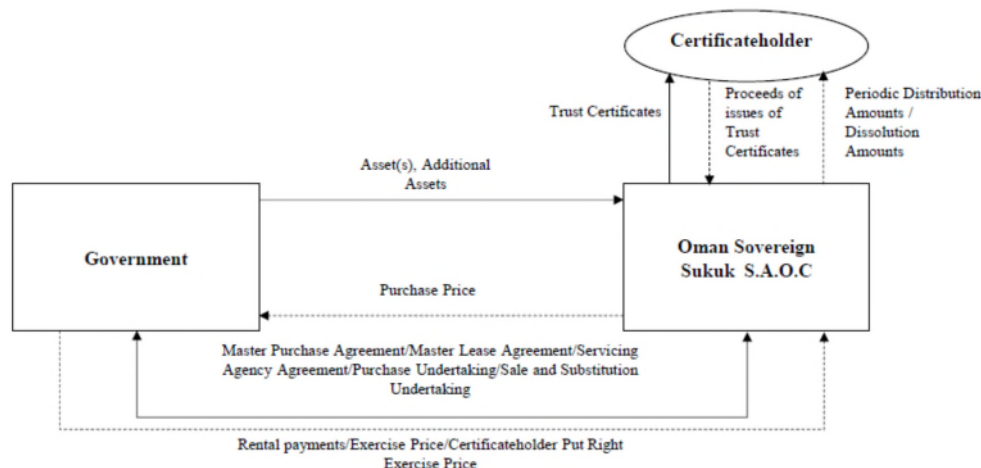 Certificateholder
Trust Certificates
Proceeds of
issues of
Trust
Certificates
Periodic Distribution
Amounts /
Dissolution
Amounts
Asset(s), Additional
Assets
Government
Oman Sovereign
Sukuk S.A.O.C
Purchase Price
Master Purchase Agreement/Master Lease Agreement/Servicing
Agency Agreement/Purchase Undertaking/Sale and Substitution
Undertaking
Rental payments/Exercise Price/Certificateholder Put Right
Exercise Price